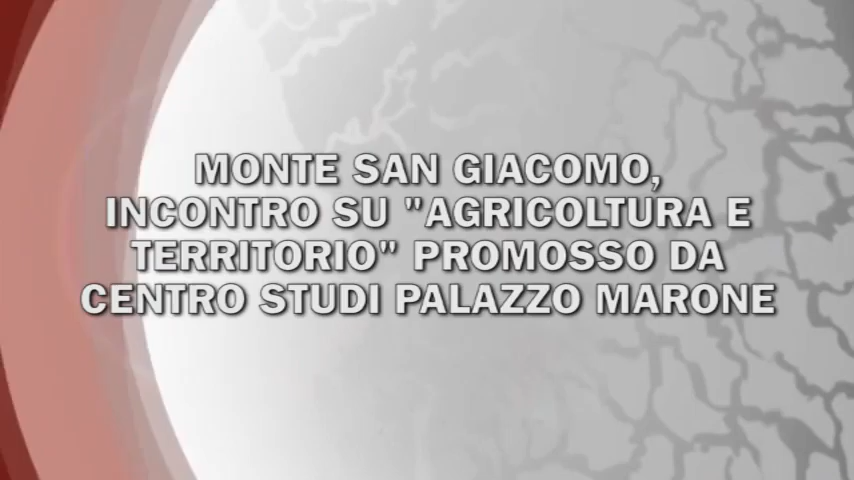 MONTE SAN GIACOMO,
INCONTRO SU "AGRICOLTURA E
TERRITORIO" PROMOSSO DA
CENTRO STUDI PALAZZO MARONE